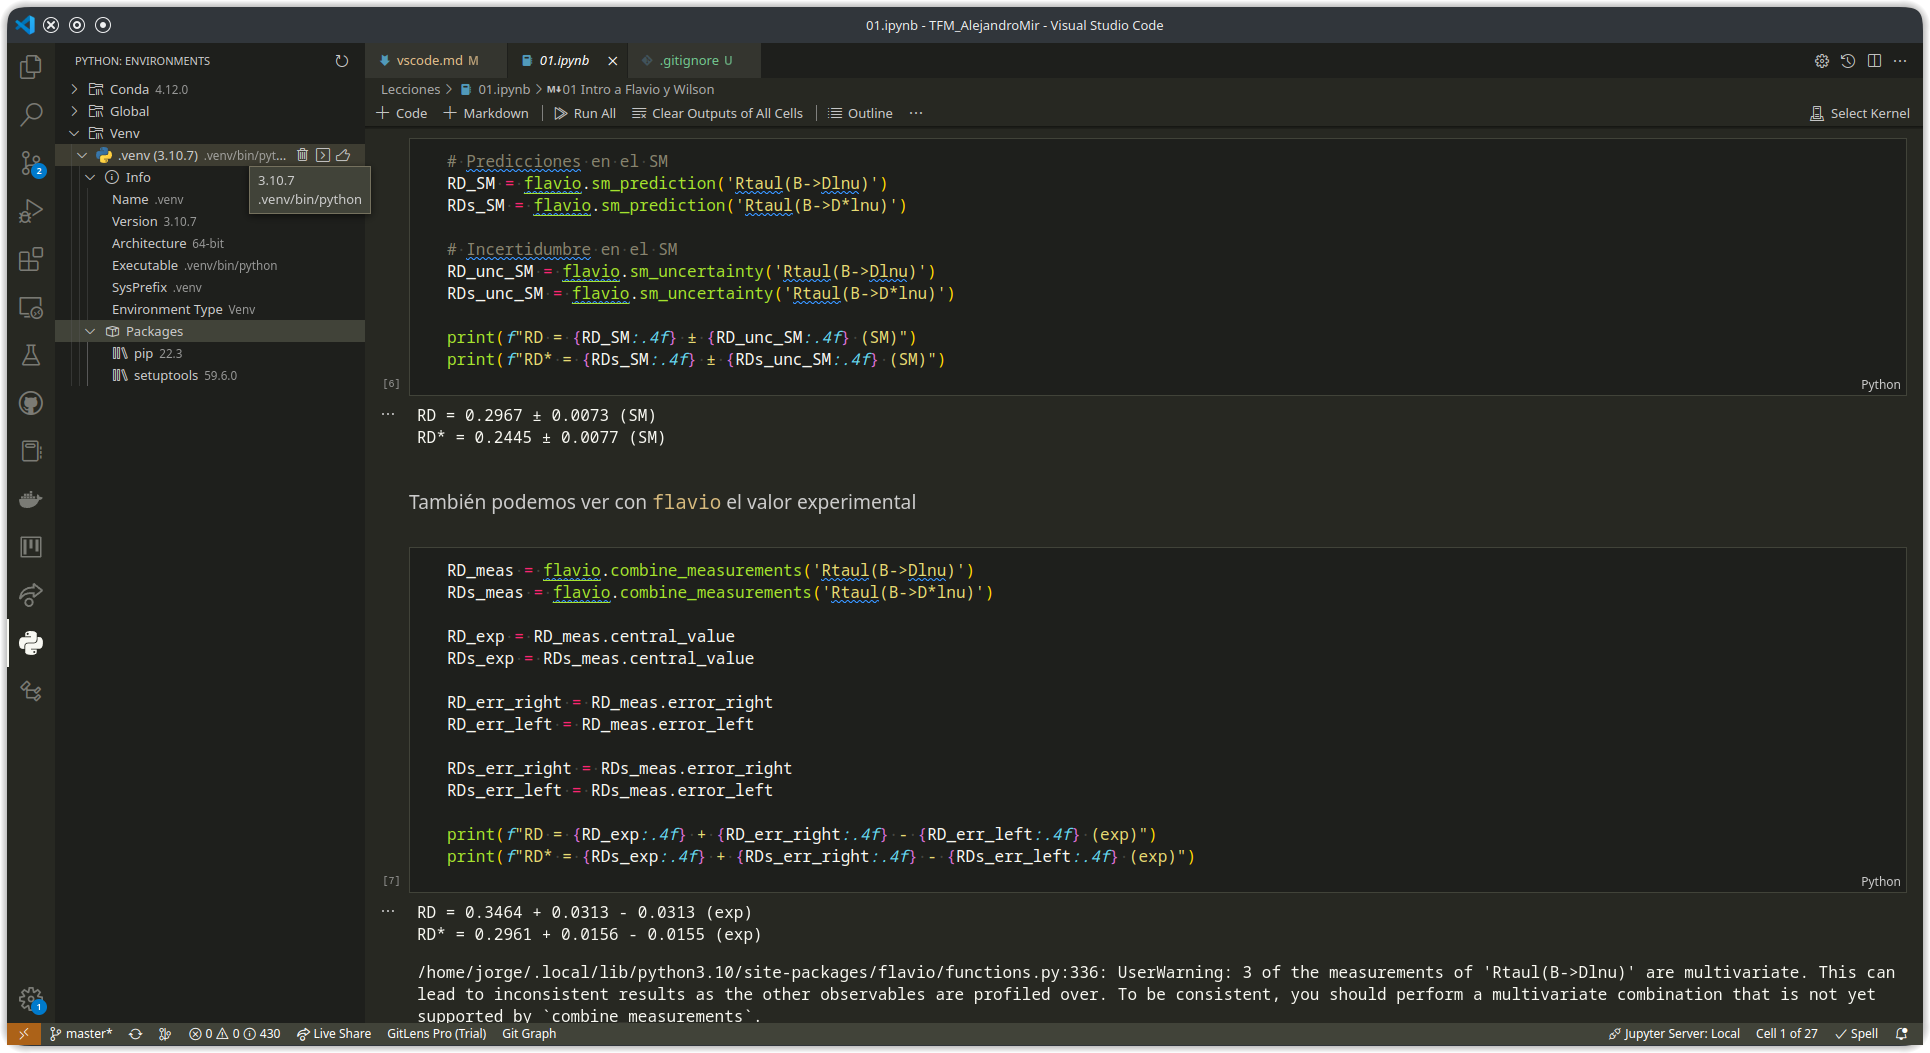 01.ipynb - TFM_AlejandroMir - Visual Studio Code
PYTHON: ENVIRONMENTS
Conda 4.12.0
Global
Venv
.venv (3.10.7) .venv/bin/pyt...
Info
Name .venv
Version 3.10.7
Architecture 64-bit
Executable .venv/bin/python
SysPrefix .venv
Environment Type Venv
Packages
pip 22.3
setuptools 59.6.0
3.10.7
.venv/bin/python
2
1
vscode.md M
01.ipynb
.gitignore U
Lecciones > 01.ipynb > M↓01 Intro a Flavio y Wilson
+ Code + Markdown | Run All Clear Outputs of All Cells | Outline ...
Select Kernel
# Predicciones en el SM
RD_SM = flavio.sm_prediction('Rtaul(B->Dlnu)')
RDs_SM = flavio.sm_prediction('Rtaul(B->D*lnu)')
# Incertidumbre en el SM
RD_unc_SM = flavio.sm_uncertainty('Rtaul(B->Dlnu)')
RDs_unc_SM = flavio.sm_uncertainty('Rtaul(B->D*lnu)')
print(f"RD = {RD_SM:.4f} ± {RD_unc_SM:.4f} (SM)")
print(f"RD* = {RDs_SM:.4f} ± {RDs_unc_SM:.4f} (SM)")
[6]
Python
...
RD = 0.2967 ± 0.0073 (SM)
RD* = 0.2445 ± 0.0077 (SM)
También podemos ver con flavio el valor experimental
RD_meas = flavio.combine_measurements('Rtaul(B->Dlnu)')
RDs_meas = flavio.combine_measurements('Rtaul(B->D*lnu)')
RD_exp = RD_meas.central_value
RDs_exp = RDs_meas.central_value
RD_err_right = RD_meas.error_right
RD_err_left = RD_meas.error_left
RDs_err_right = RDs_meas.error_right
RDs_err_left = RDs_meas.error_left
print(f"RD = {RD_exp:.4f} + {RD_err_right:.4f} - {RD_err_left:.4f} (exp)")
print(f"RD* = {RDs_exp:.4f} + {RDs_err_right:.4f} - {RDs_err_left:.4f} (exp)")
[7]
Python
...
RD = 0.3464 + 0.0313 - 0.0313 (exp)
RD* = 0.2961 + 0.0156 - 0.0155 (exp)
/home/jorge/.local/lib/python3.10/site-packages/flavio/functions.py:336: UserWarning: 3 of the measurements of 'Rtaul(B->Dlnu)' are multivariate. This can
lead to inconsistent results as the other observables are profiled over. To be consistent, you should perform a multivariate combination that is not yet
supported by `combine_measurements`.
master* 0 0 430 Live Share GitLens Pro (Trial) Git Graph
Jupyter Server: Local Cell 1 of 27 Spell